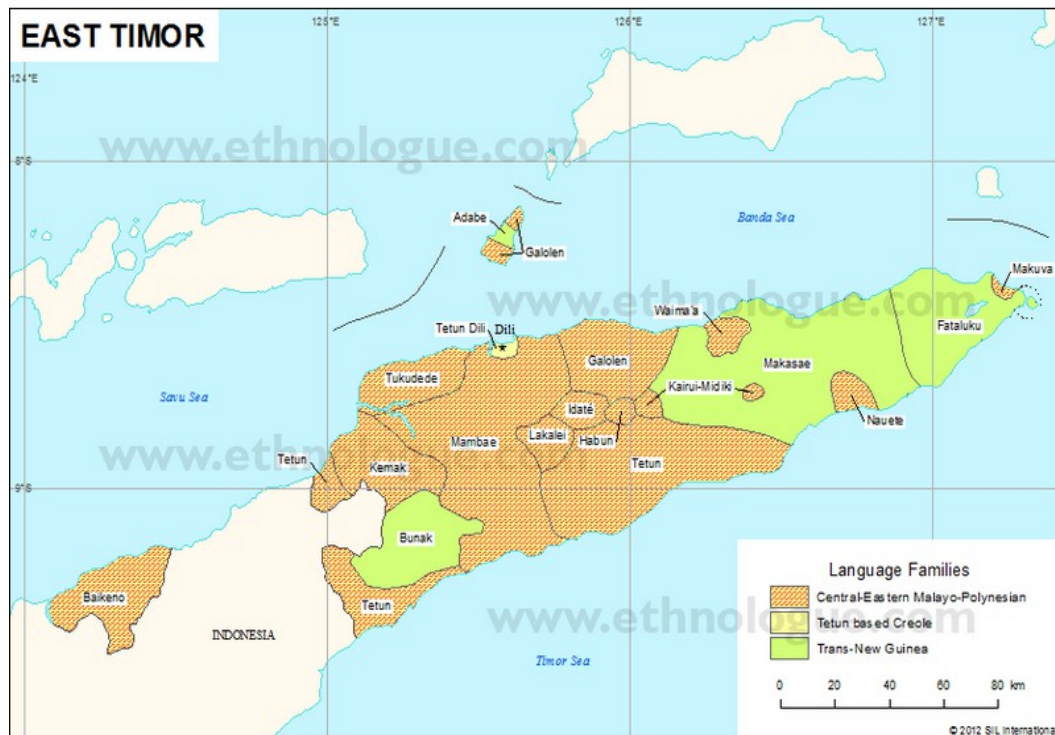 EAST TIMOR
124°E
125°E
126°E
127°E
8°S
www.ethnologue.com
Adabe
Galolen
Banda Sea
Makuva
www.ethnologue.com
Waima'a
Tetun Dili
Dili
Fataluku
Galolen
Makasae
Tukudede
Kairui-Midiki
Savu Sea
Idaté
Nauete
Mambae
Lakalei
Habun
www.ethnologue.com
Tetun
Kemak
Tetun
9°S
Bunak
Baikeno
Tetun
www.ethnologue.com
INDONESIA
Timor Sea
Language Families
Central-Eastern Malayo-Polynesian
Tetun based Creole
Trans-New Guinea
0 20 40 60 80 km
© 2012 SIL International